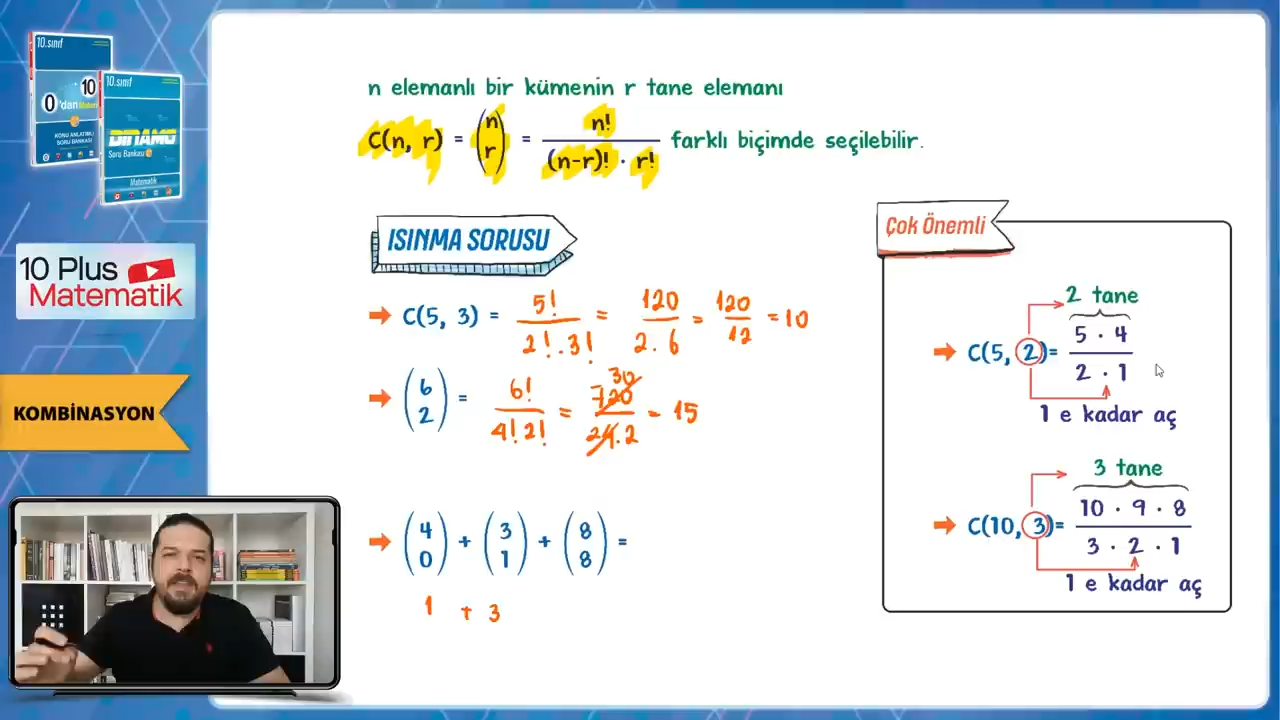 10.sınıf
0'dan
10
KONU ANLATIMLI
SORU BANKASI
10.sınıf
DİNAMO
Soru Bankası
Matematik
10 Plus
Matematik
KOMBİNASYON
n elemanlı bir kümenin r tane elemanı
C(n, r) = (n r) = n! / (n-r)! · r! farklı biçimde seçilebilir.
ISINMA SORUSU
→ C(5, 3) = 5! / 2! . 3! = 120 / 2 . 6 = 120 / 12 = 10
→ (6 2) = 6! / 4! 2! = 720 30 / 24 . 2 = 15
→ (4 0) + (3 1) + (8 8) =
1 + 3
Çok Önemli
2 tane
→ C(5, 2) = 5 · 4 / 2 · 1
1 e kadar aç
3 tane
→ C(10, 3) = 10 · 9 · 8 / 3 · 2 · 1
1 e kadar aç